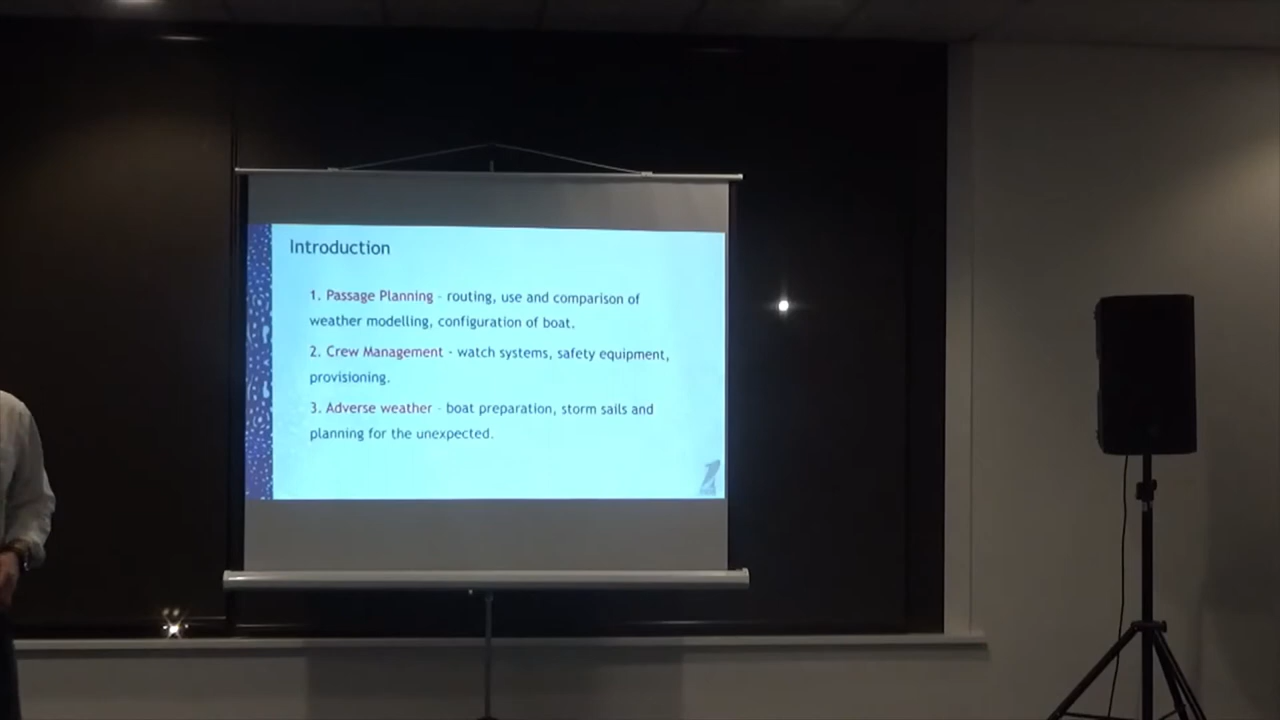 Introduction
1. Passage Planning - routing, use and comparison of
weather modelling, configuration of boat.
2. Crew Management - watch systems, safety equipment,
provisioning.
3. Adverse weather - boat preparation, storm sails and
planning for the unexpected.